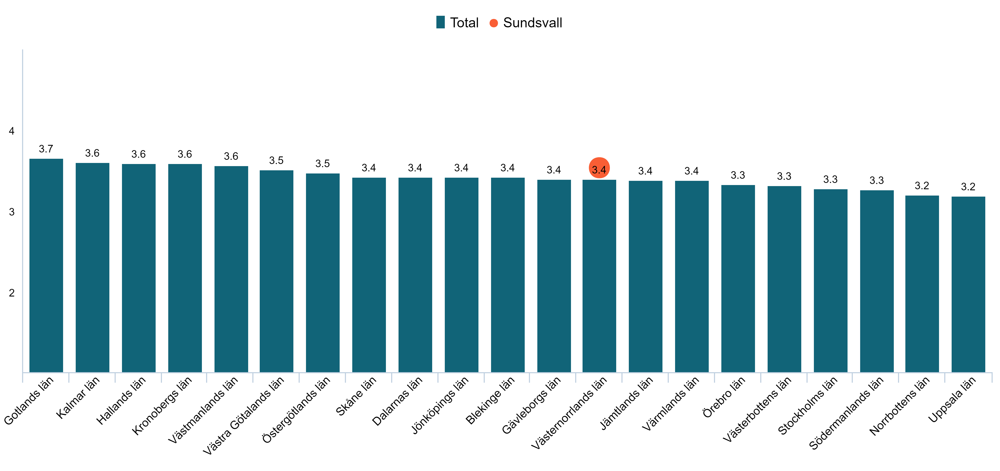 Total Sundsvall
4
3
2
3.7 3.6 3.6 3.6 3.6 3.5 3.5 3.4 3.4 3.4 3.4 3.4 3.4 3.4 3.4 3.3 3.3 3.3 3.3 3.2 3.2
Gotlands län
Kalmar län
Hallands län
Kronobergs län
Västmanlands län
Västra Götalands län
Östergötlands län
Skåne län
Dalarnas län
Jönköpings län
Blekinge län
Gävleborgs län
Västernorrlands län
Jämtlands län
Värmlands län
Örebro län
Västerbottens län
Stockholms län
Södermanlands län
Norrbottens län
Uppsala län